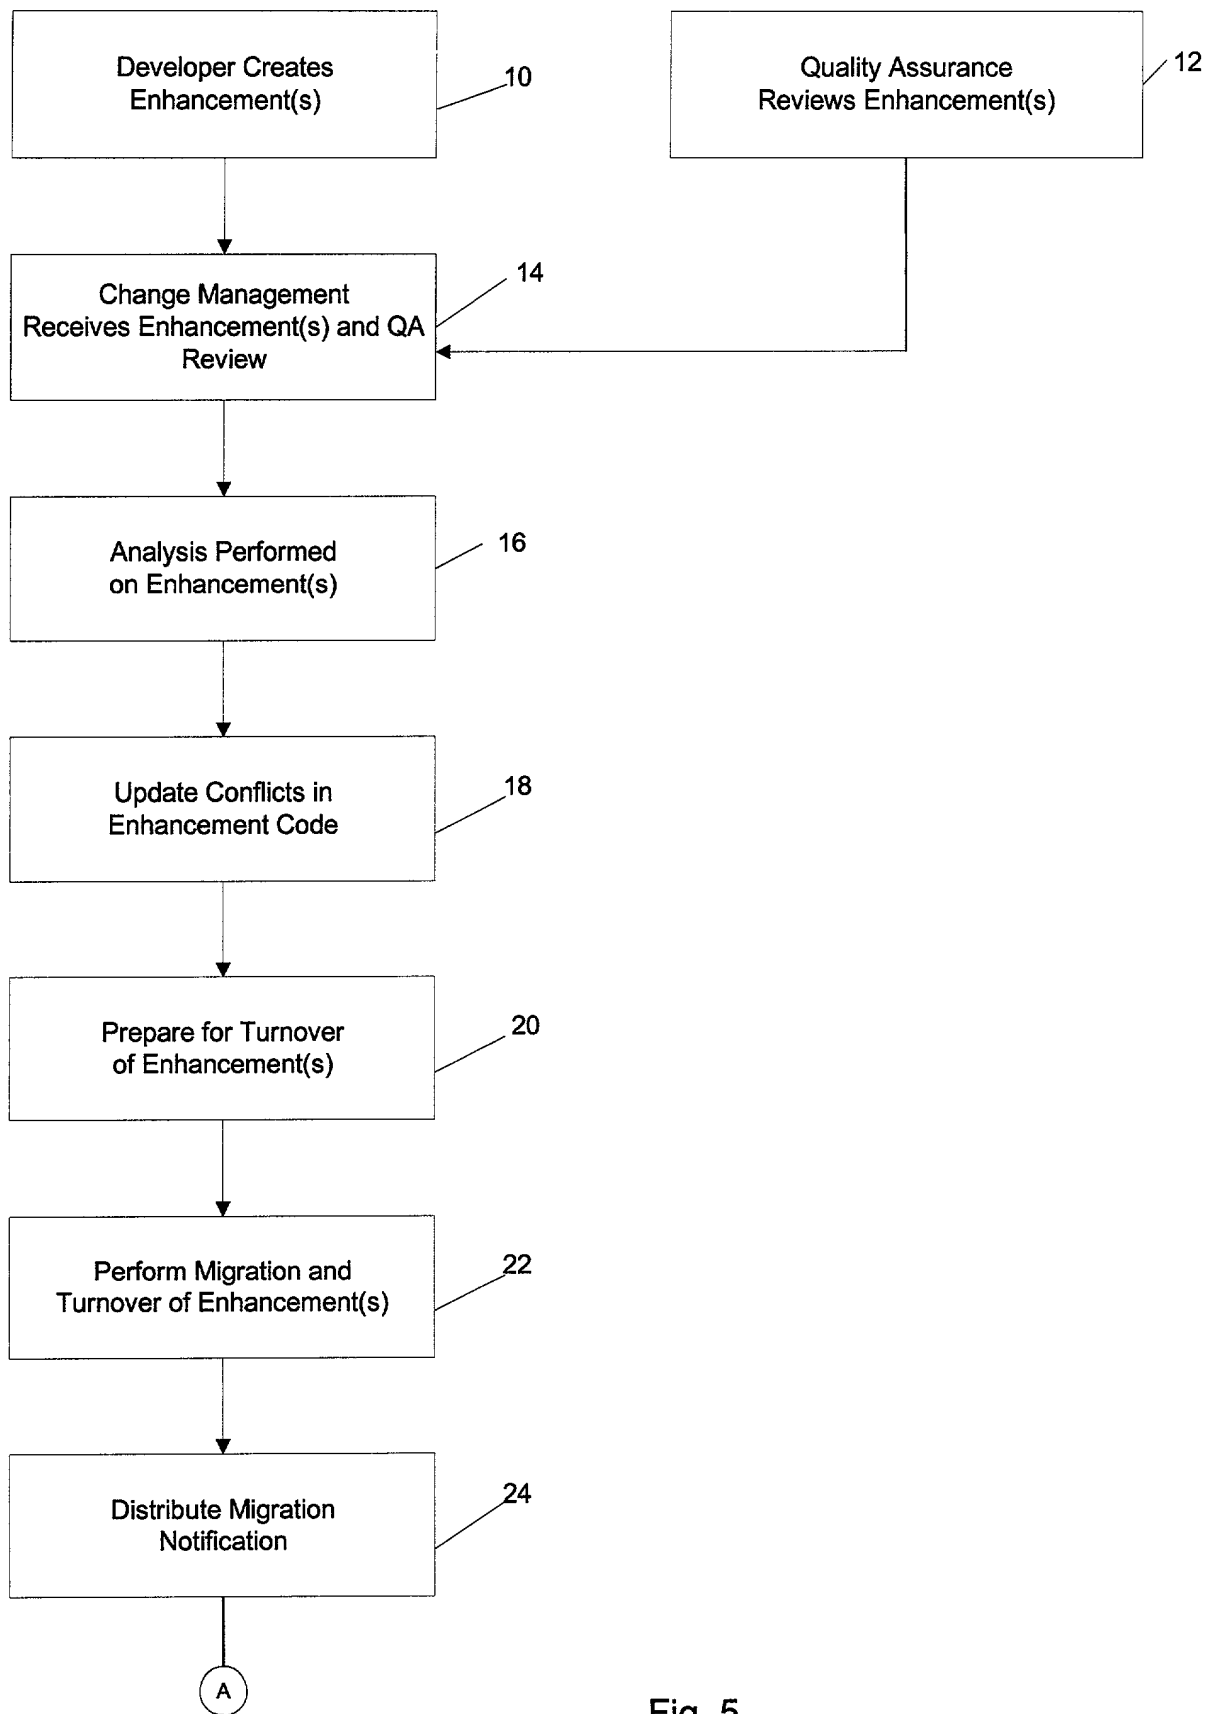 Developer Creates
Enhancement(s)
10
Quality Assurance
Reviews Enhancement(s)
12
Change Management
Receives Enhancement(s) and QA
Review
14
Analysis Performed
on Enhancement(s)
16
Update Conflicts in
Enhancement Code
18
Prepare for Turnover
of Enhancement(s)
20
Perform Migration and
Turnover of Enhancement(s)
22
Distribute Migration
Notification
24
A
Fig. 5